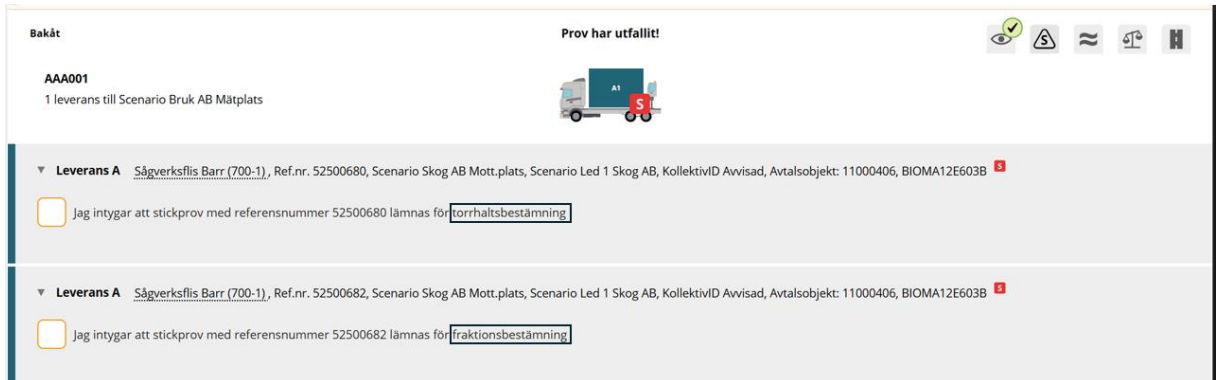 Bakåt
Prov har utfallit!
S
AAA001
1 leverans till Scenario Bruk AB Mätplats
A1
S
Leverans A Sågverksflis Barr (700-1) , Ref.nr. 52500680, Scenario Skog AB Mott.plats, Scenario Led 1 Skog AB, KollektivID Avvisad, Avtalsobjekt: 11000406, BIOMA12E603B S
Jag intygar att stickprov med referensnummer 52500680 lämnas för torrhaltsbestämning
Leverans A Sågverksflis Barr (700-1) , Ref.nr. 52500682, Scenario Skog AB Mott.plats, Scenario Led 1 Skog AB, KollektivID Avvisad, Avtalsobjekt: 11000406, BIOMA12E603B S
Jag intygar att stickprov med referensnummer 52500682 lämnas för fraktionsbestämning